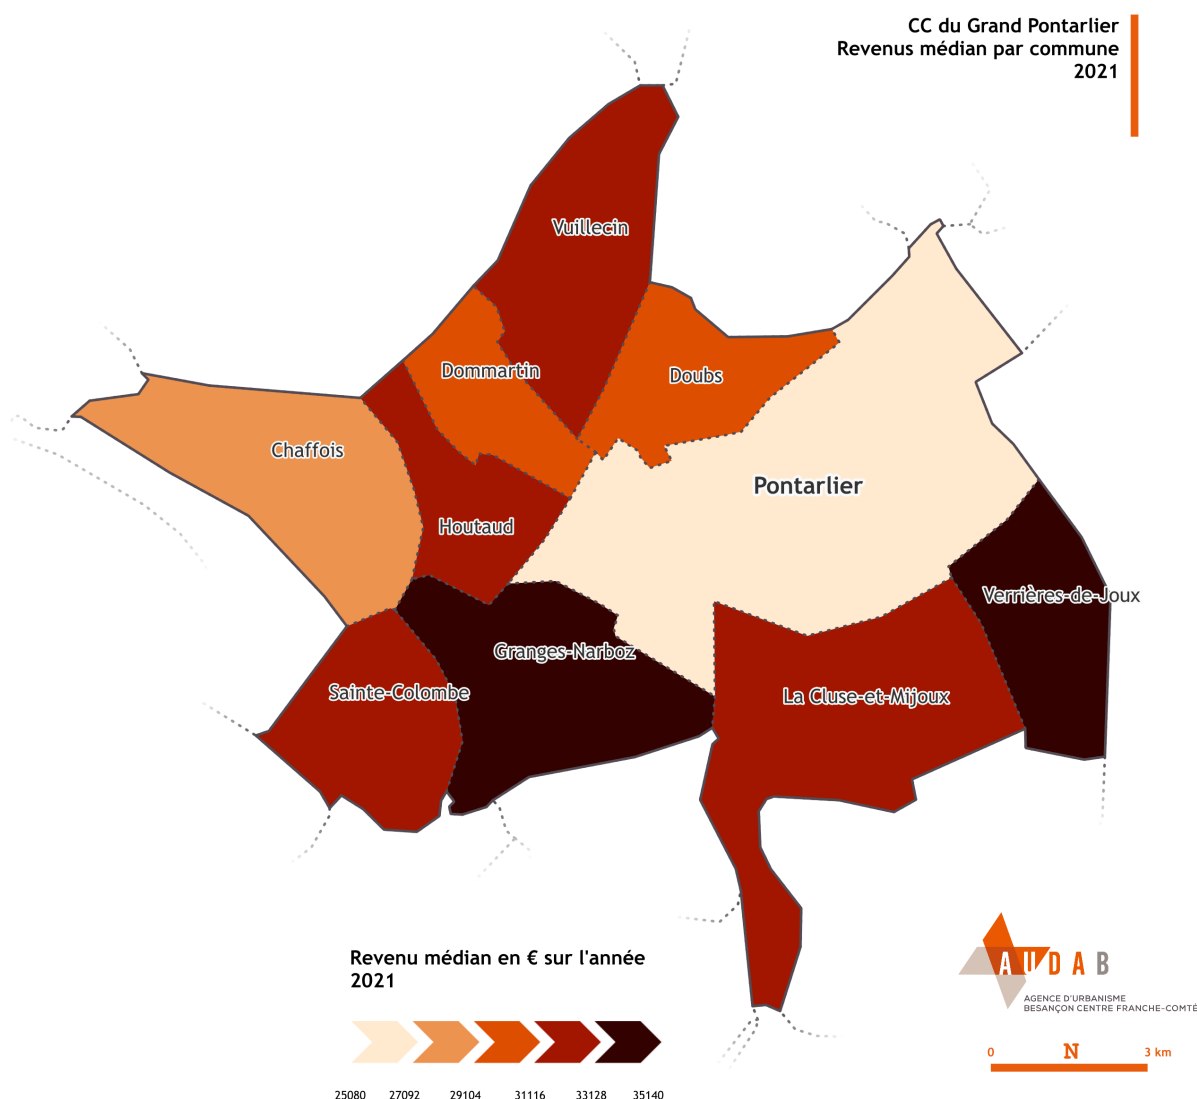 CC du Grand Pontarlier
Revenus médian par commune
2021
Vuillecin
Dommartin
Doubs
Chaffois
Pontarlier
Houtaud
Verrières-de-Joux
Granges-Narboz
Sainte-Colombe
La Cluse-et-Mijoux
Revenu médian en € sur l'année
2021
25080 27092 29104 31116 33128 35140
AUDAB
AGENCE D'URBANISME
BESANÇON CENTRE FRANCHE-COMTÉ
0 N 3 km